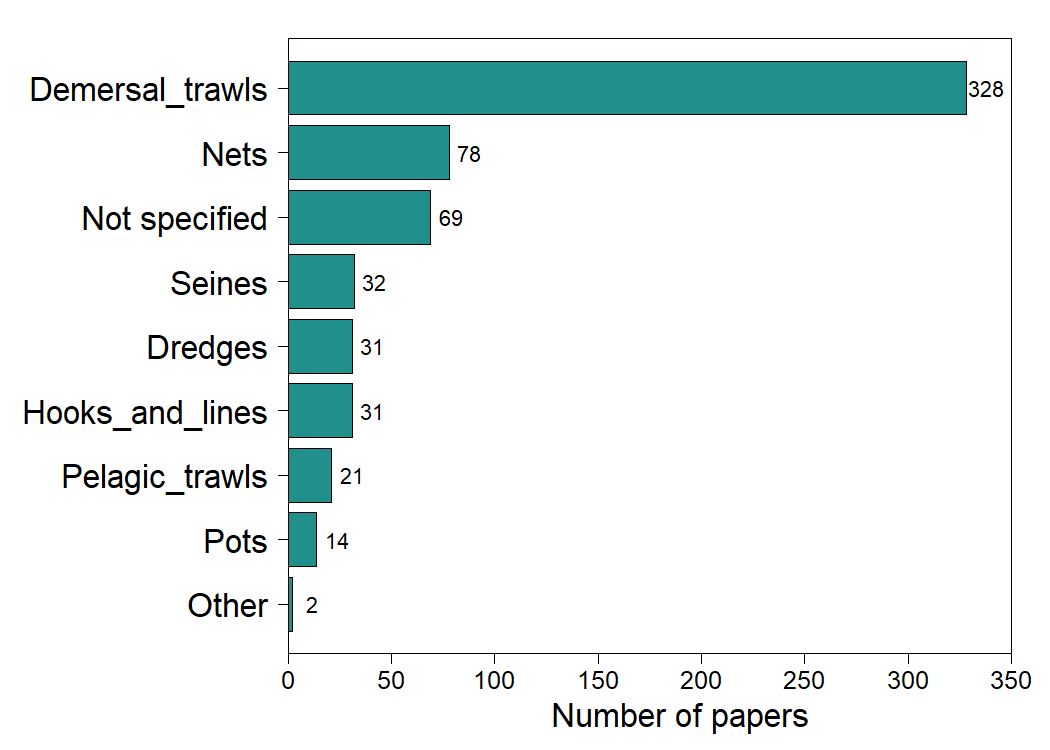 Demersal_trawls 328
Nets 78
Not specified 69
Seines 32
Dredges 31
Hooks_and_lines 31
Pelagic_trawls 21
Pots 14
Other 2
0 50 100 150 200 250 300 350
Number of papers